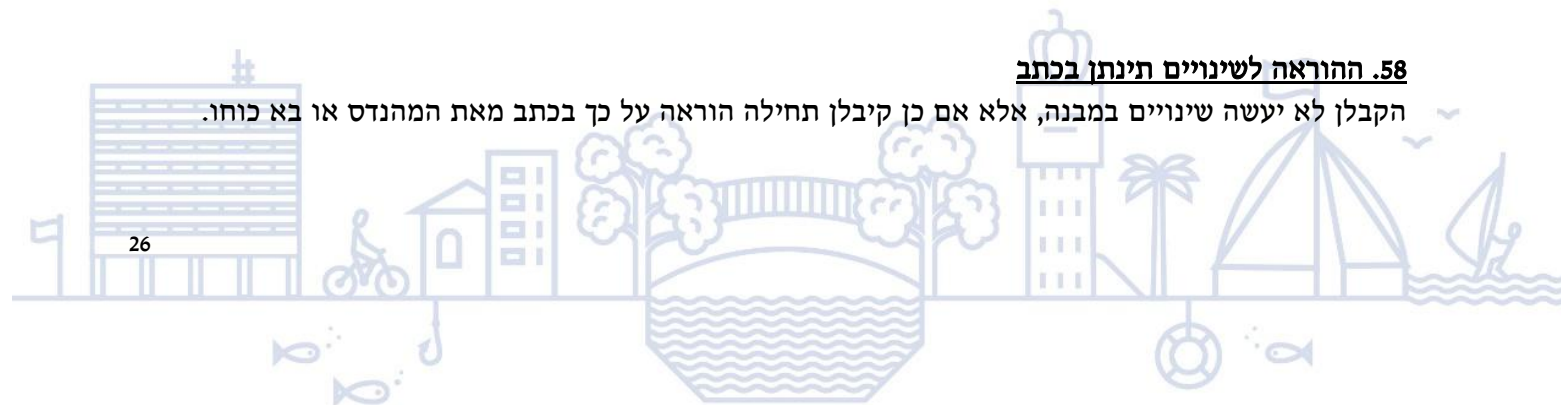 58. ההוראה לשינויים תינתן בכתב
הקבלן לא יעשה שינויים במבנה, אלא אם כן קיבלן תחילה הוראה על כך בכתב מאת המהנדס או בא כוחו.
26